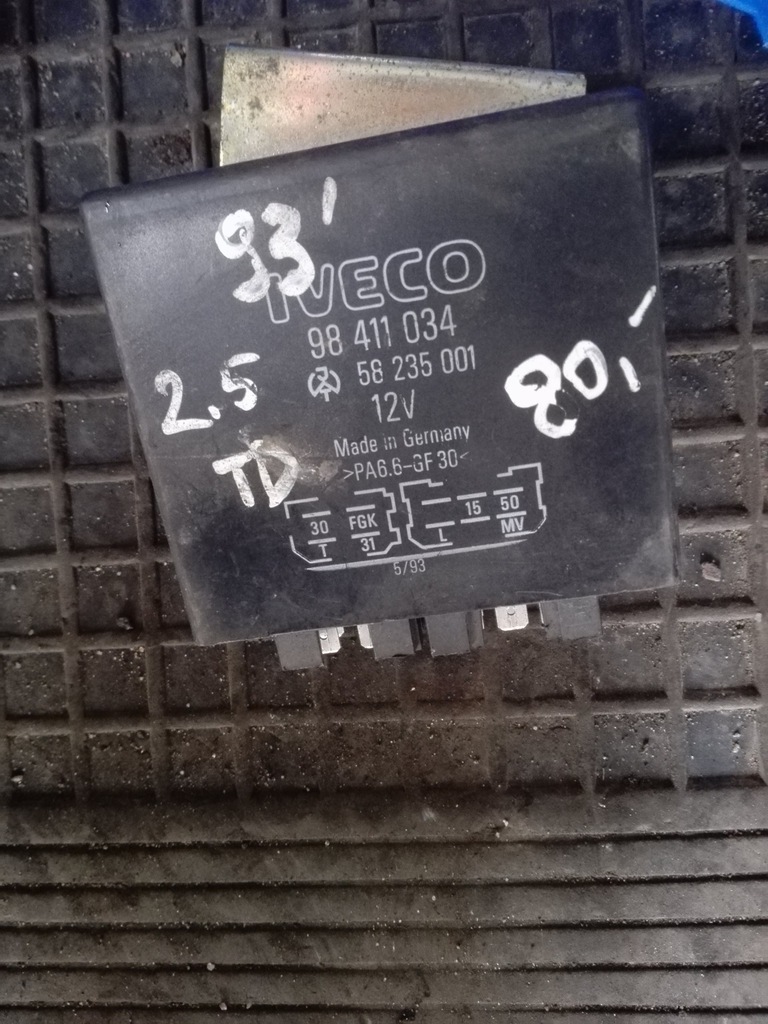 93'
IVECO
98 411 034
58 235 001
2.5
80,'
12V
TD
Made in Germany
>PA6.6-GF30<
30 FGK 15 50
T 31 L MV
5/93